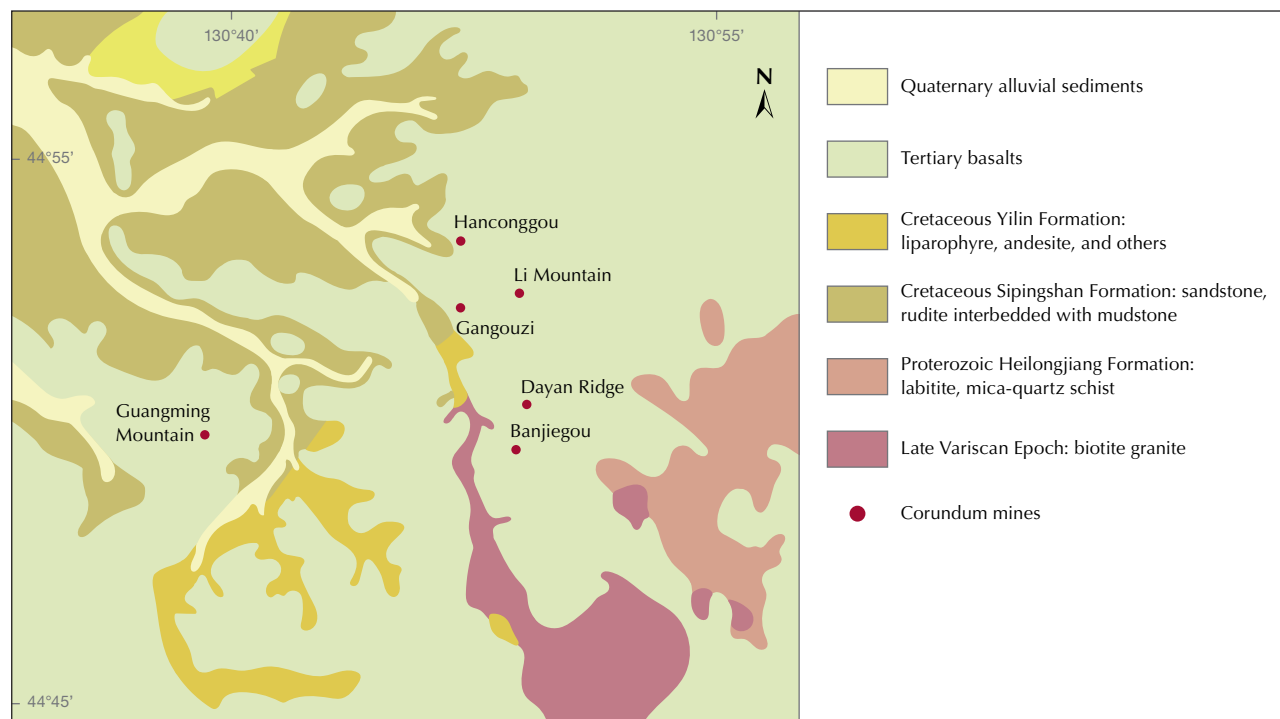 130°40’
130°55’
N
44°55’
Hanconggou
Li Mountain
Gangouzi
Dayan Ridge
Guangming
Mountain
Banjiegou
44°45’
Quaternary alluvial sediments
Tertiary basalts
Cretaceous Yilin Formation:
liparophyre, andesite, and others
Cretaceous Sipingshan Formation: sandstone,
rudite interbedded with mudstone
Proterozoic Heilongjiang Formation:
labitite, mica-quartz schist
Late Variscan Epoch: biotite granite
Corundum mines